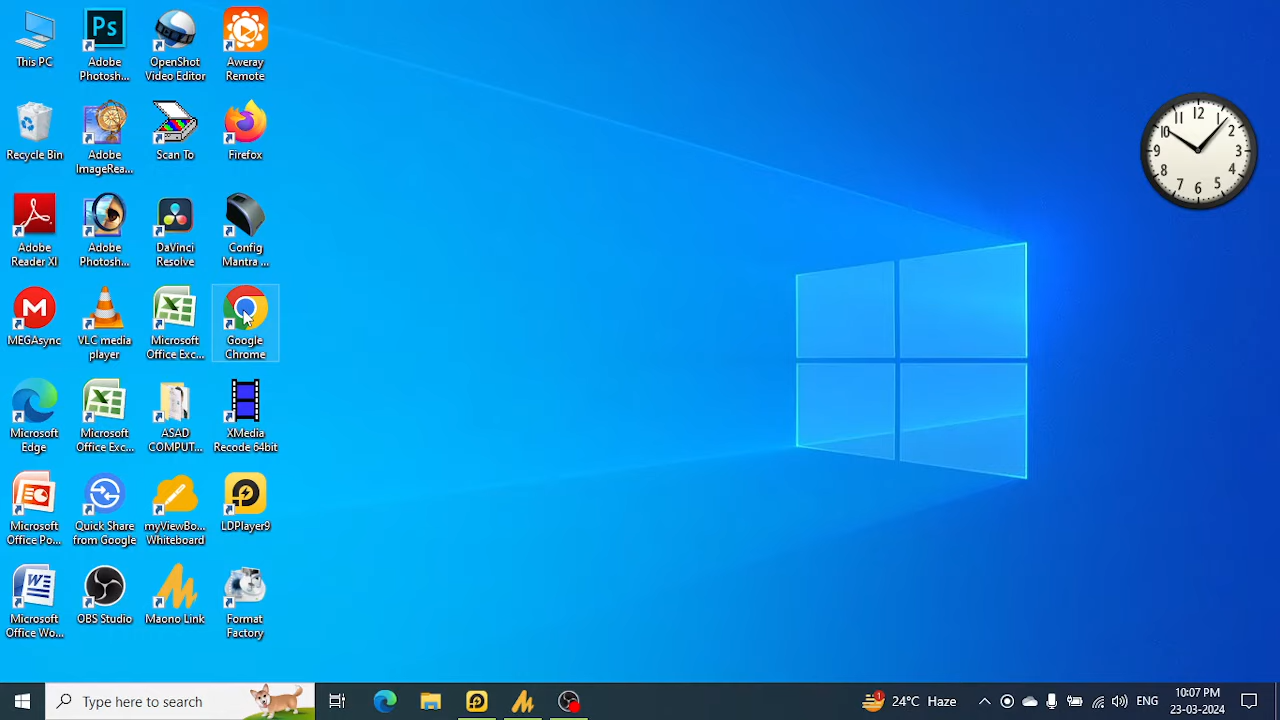 This PC
Adobe
Photosh...
OpenShot
Video Editor
Aweray
Remote
Recycle Bin
Adobe
ImageRea...
Scan To
Firefox
Adobe
Reader XI
Adobe
Photosh...
DaVinci
Resolve
Config
Mantra ...
MEGAsync
VLC media
player
Microsoft
Office Exc...
Google
Chrome
Microsoft
Edge
Microsoft
Office Exc...
ASAD
COMPUT...
XMedia
Recode 64bit
Microsoft
Office Po...
Quick Share
from Google
myViewBo...
Whiteboard
LDPlayer9
Microsoft
Office Wo...
OBS Studio
Maono Link
Format
Factory
Ps
12
1
2
3
4
5
6
7
8
9
10
11
Type here to search
1
24°C Haze
ENG
10:07 PM
23-03-2024